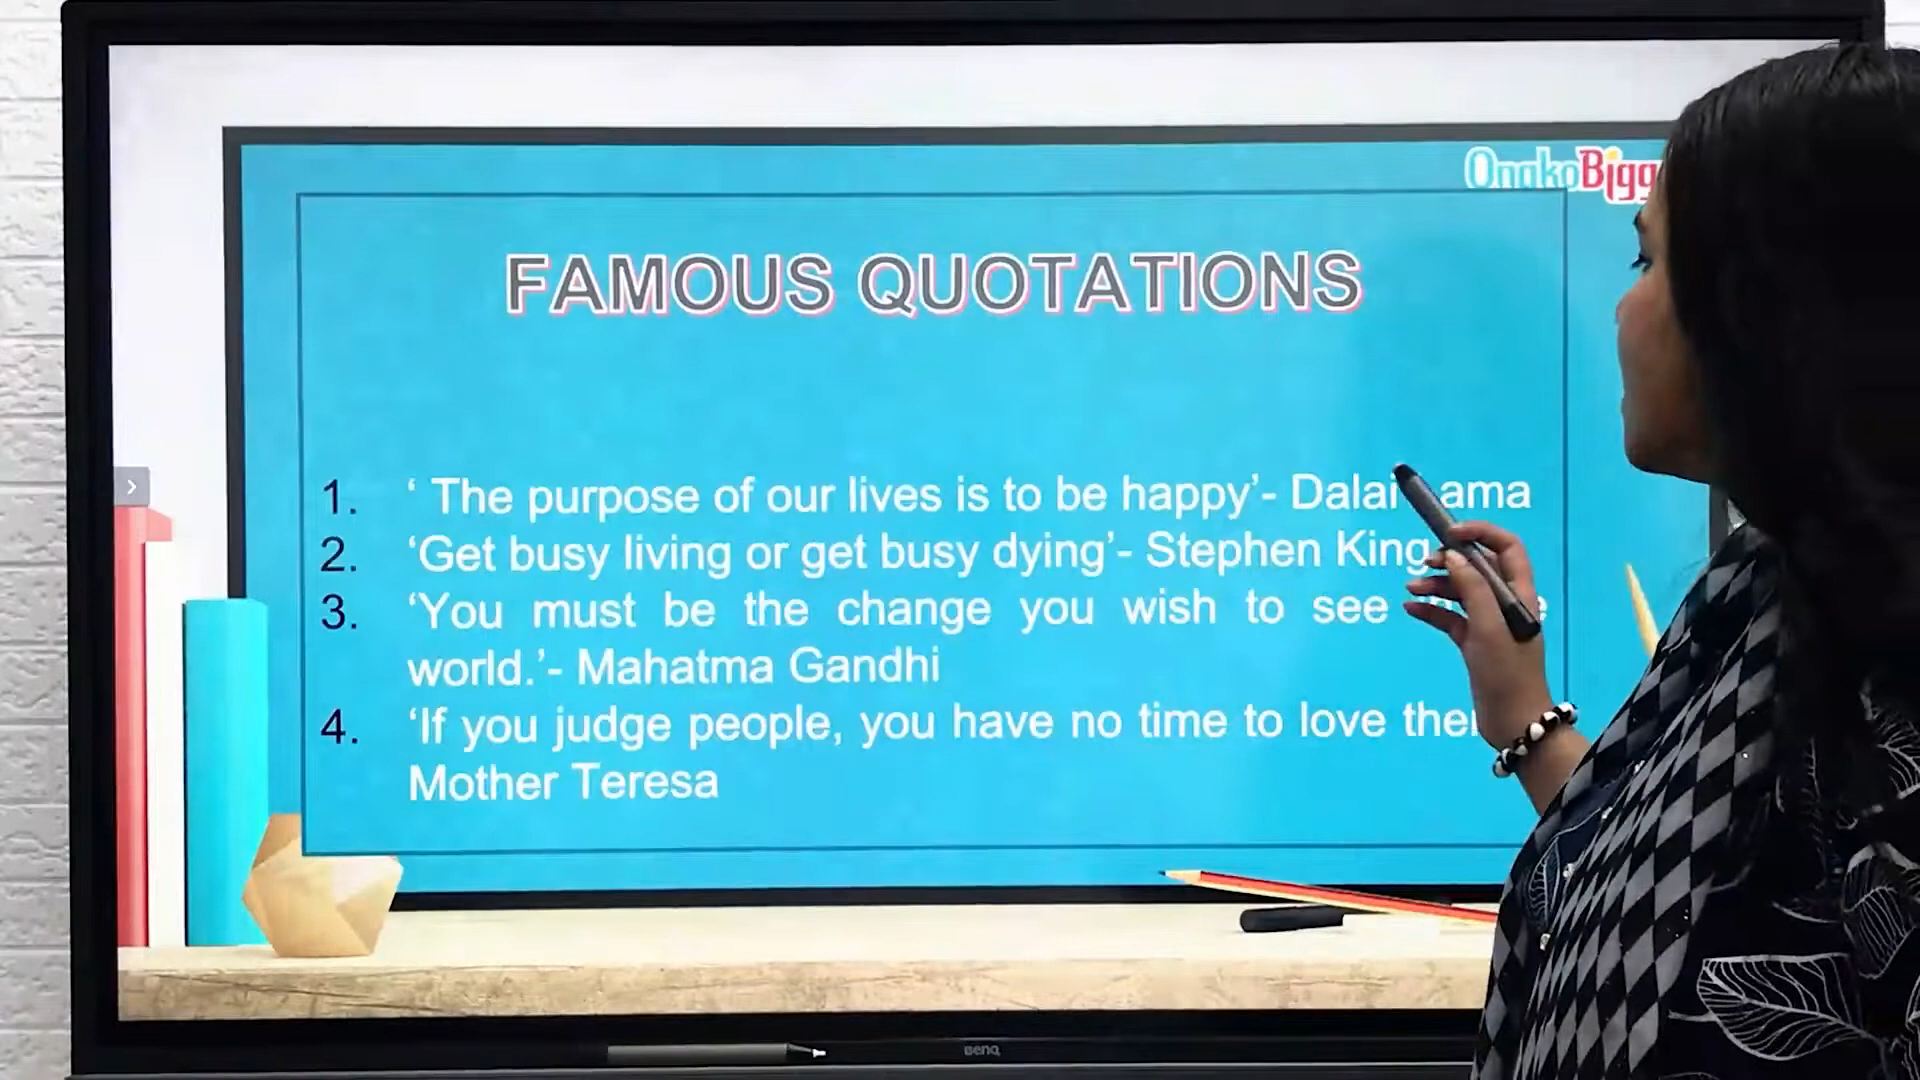 OngkoBigg
FAMOUS QUOTATIONS
1. ‘ The purpose of our lives is to be happy’- Dalai Lama
2. ‘Get busy living or get busy dying’- Stephen King
3. ‘You must be the change you wish to see
world.’- Mahatma Gandhi
4. ‘If you judge people, you have no time to love
Mother Teresa
BenQ